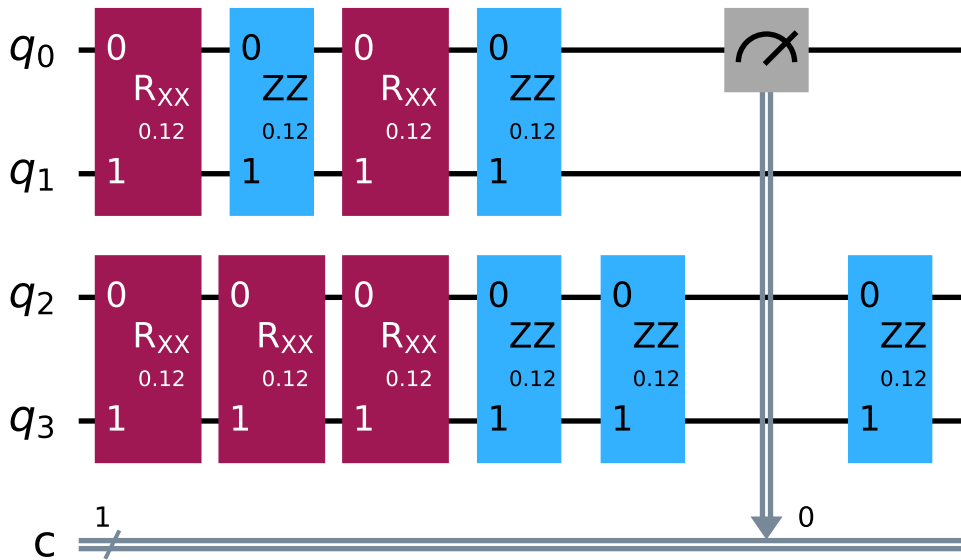 q0 0 0 0 0
RXX ZZ RXX ZZ
0.12 0.12 0.12 0.12
q1 1 1 1 1
q2 0 0 0 0 0 0
RXX RXX RXX ZZ ZZ ZZ
0.12 0.12 0.12 0.12 0.12 0.12
q3 1 1 1 1 1 1
1 0
c